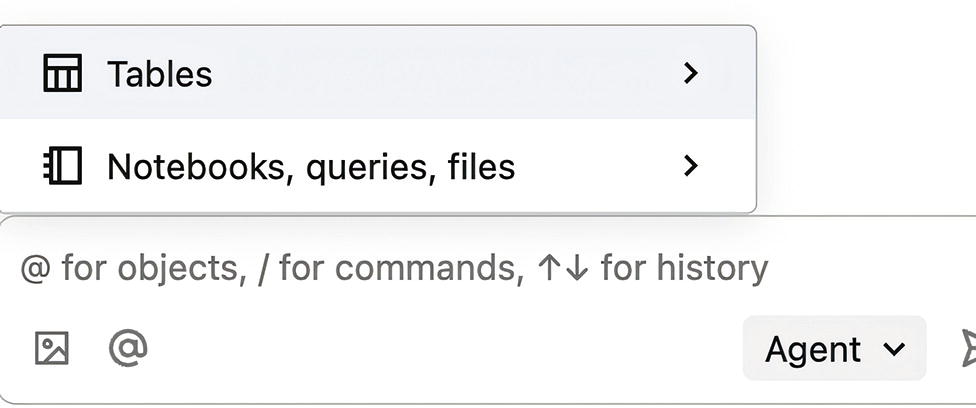 Tables
Notebooks, queries, files
@ for objects, / for commands, ↑↓ for history
@
Agent